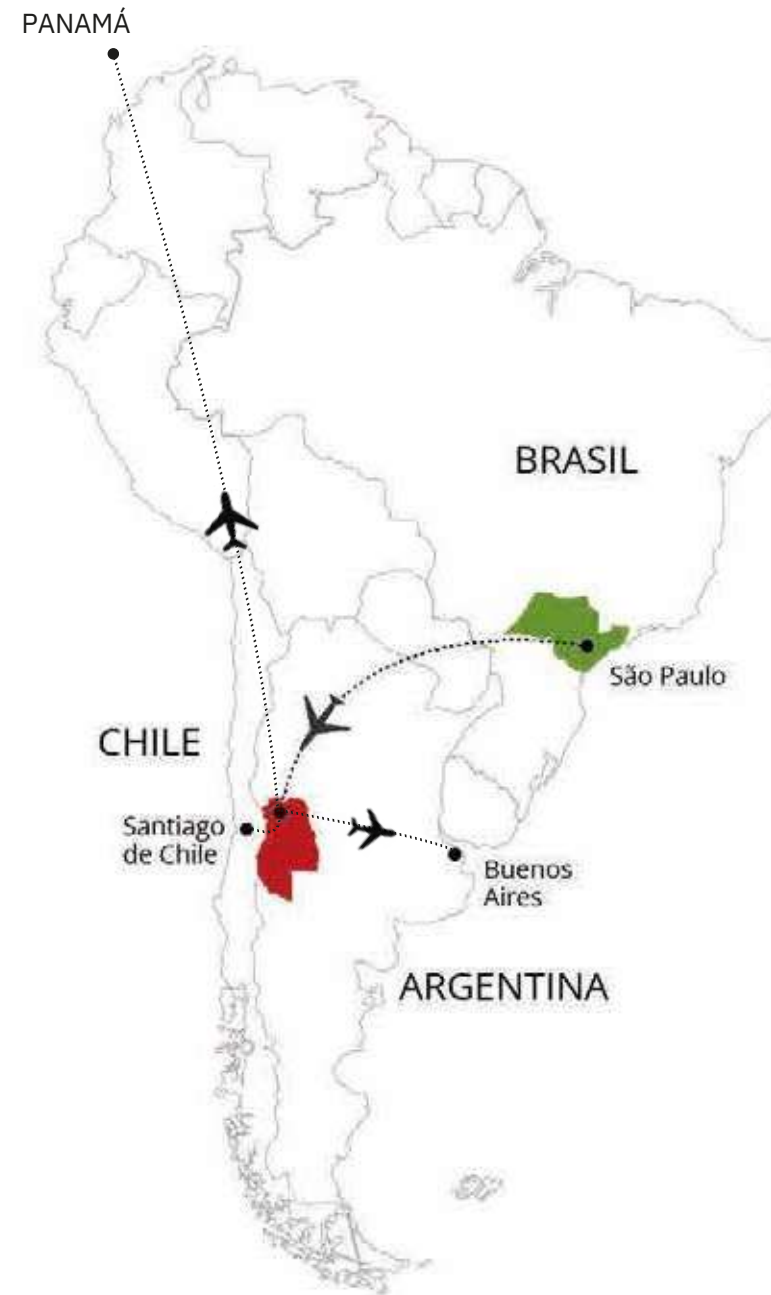 PANAMÁ
BRASIL
São Paulo
CHILE
Santiago
de Chile
Buenos
Aires
ARGENTINA